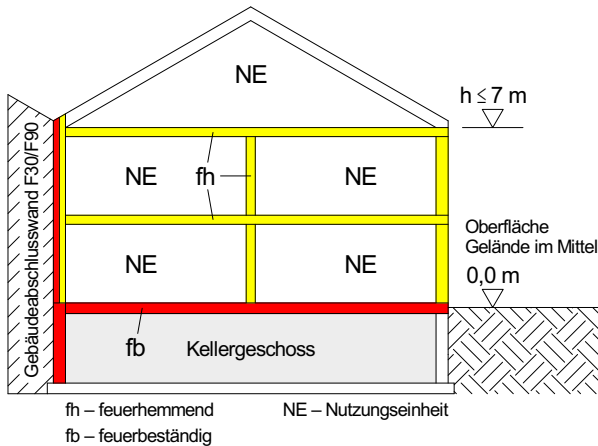 NE
h ≤ 7 m
Gebäudeabschlusswand F30/F90
NE
fh
NE
Oberfläche
Gelände im Mittel
0,0 m
NE
NE
fb
Kellergeschoss
fh – feuerhemmend
NE – Nutzungseinheit
fb – feuerbeständig